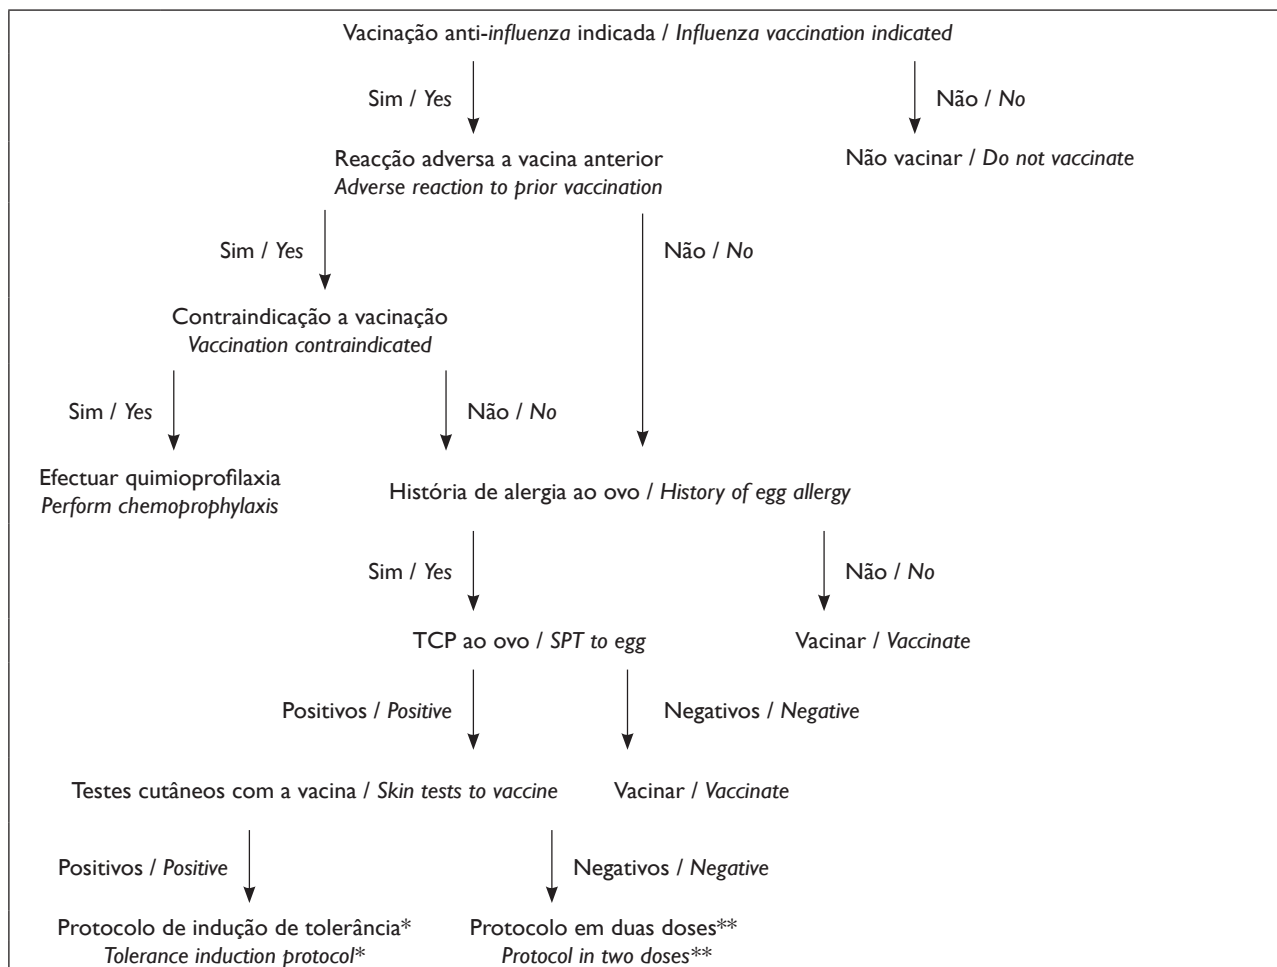 Vacinação anti-influenza indicada / Influenza vaccination indicated
Sim / Yes
Não / No
Reacção adversa a vacina anterior
Adverse reaction to prior vaccination
Não vacinar / Do not vaccinate
Sim / Yes
Não / No
Contraindicação a vacinação
Vaccination contraindicated
Sim / Yes
Não / No
Efectuar quimioprofilaxia
Perform chemoprophylaxis
História de alergia ao ovo / History of egg allergy
Sim / Yes
Não / No
TCP ao ovo / SPT to egg
Vacinar / Vaccinate
Positivos / Positive
Negativos / Negative
Testes cutâneos com a vacina / Skin tests to vaccine
Vacinar / Vaccinate
Positivos / Positive
Negativos / Negative
Protocolo de indução de tolerância*
Tolerance induction protocol*
Protocolo em duas doses**
Protocol in two doses**